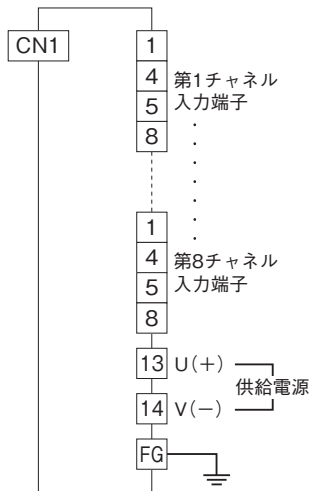 CN1
1
4
5
8
第1チャネル
入力端子
1
4
5
8
第8チャネル
入力端子
13 U(+)
供給電源
14 V(−)
FG